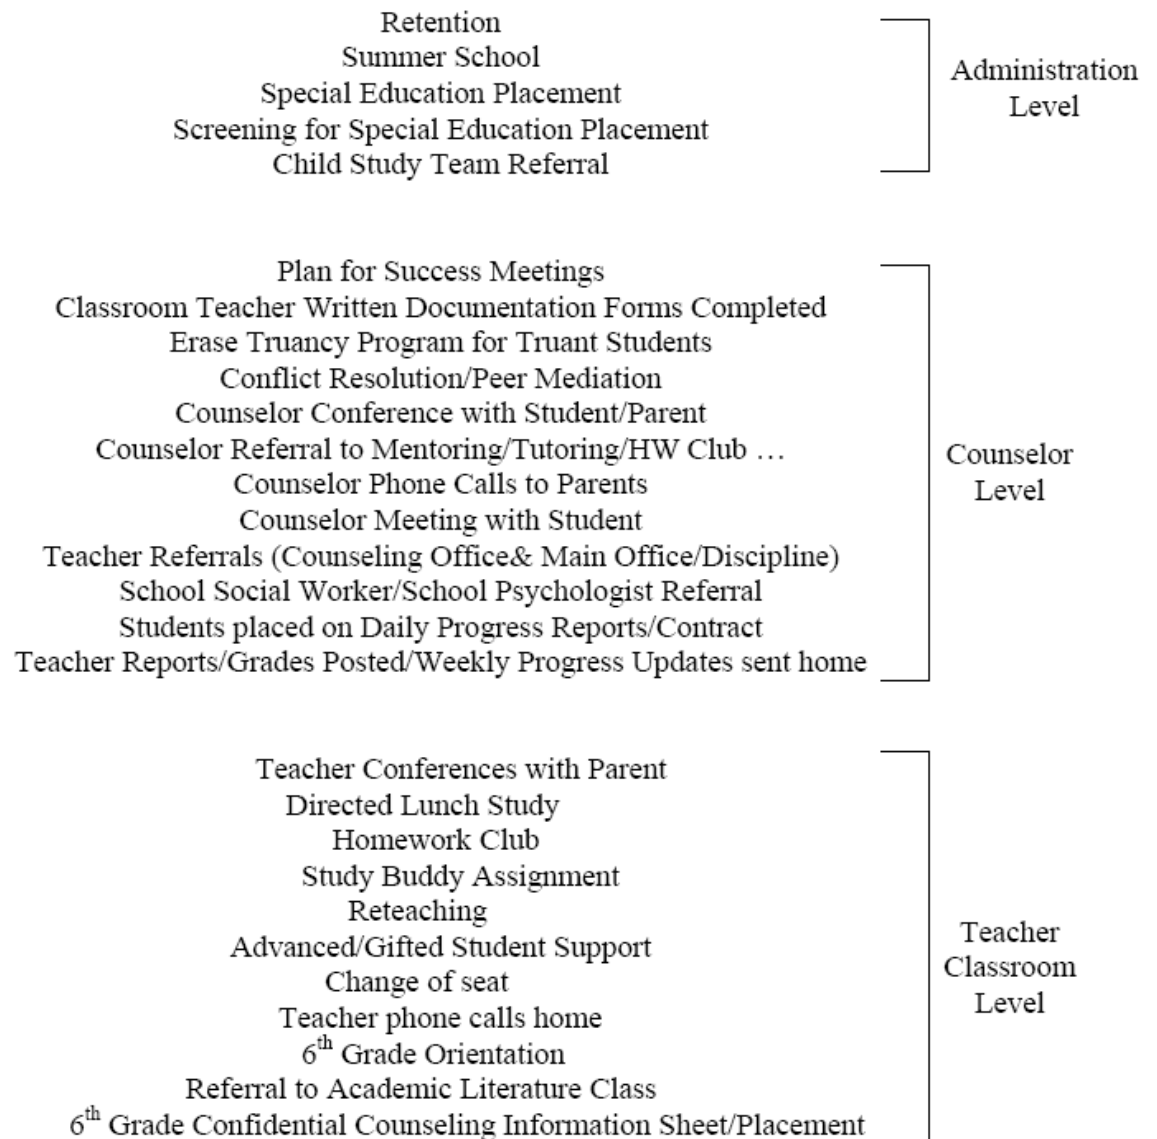 Retention
Summer School
Special Education Placement
Screening for Special Education Placement
Child Study Team Referral
Administration
Level
Plan for Success Meetings
Classroom Teacher Written Documentation Forms Completed
Erase Truancy Program for Truant Students
Conflict Resolution/Peer Mediation
Counselor Conference with Student/Parent
Counselor Referral to Mentoring/Tutoring/HW Club …
Counselor Phone Calls to Parents
Counselor Meeting with Student
Teacher Referrals (Counseling Office& Main Office/Discipline)
School Social Worker/School Psychologist Referral
Students placed on Daily Progress Reports/Contract
Teacher Reports/Grades Posted/Weekly Progress Updates sent home
Counselor
Level
Teacher Conferences with Parent
Directed Lunch Study
Homework Club
Study Buddy Assignment
Reteaching
Advanced/Gifted Student Support
Change of seat
Teacher phone calls home
6th Grade Orientation
Referral to Academic Literature Class
6th Grade Confidential Counseling Information Sheet/Placement
Teacher
Classroom
Level